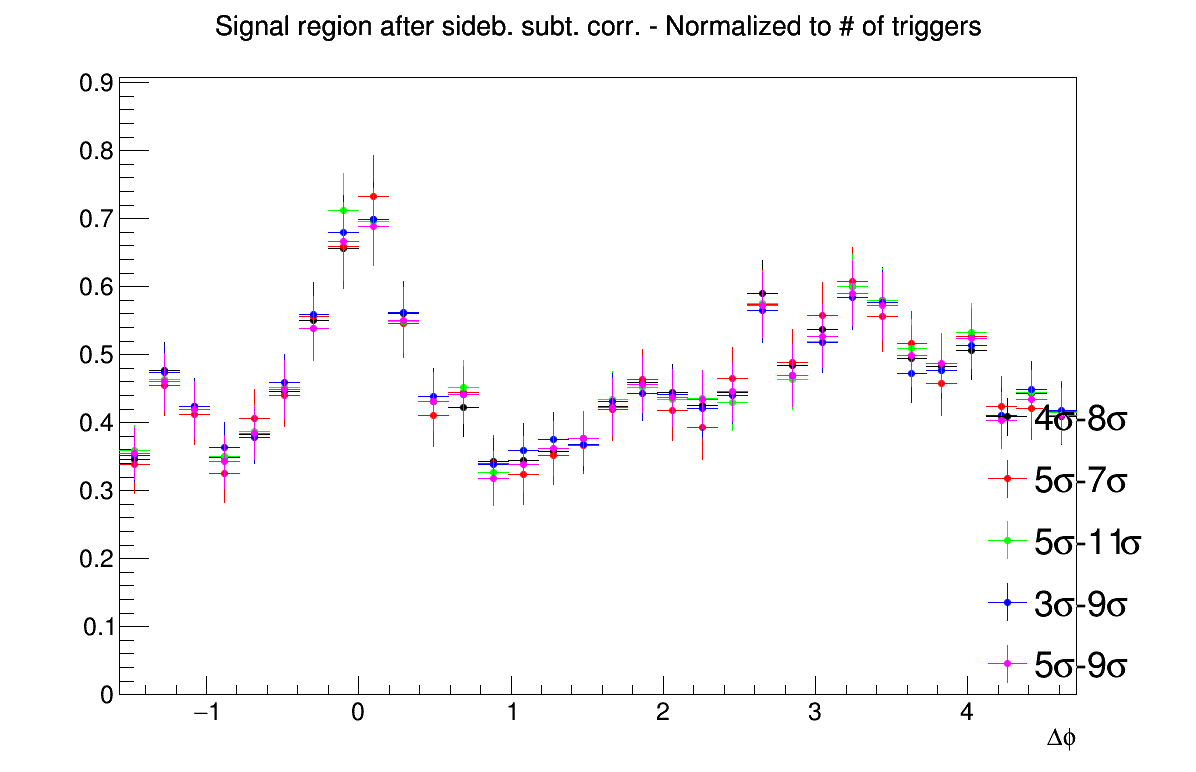 Signal region after sideb. subt. corr. - Normalized to # of triggers
0.9
0.8
0.7
0.6
0.5
0.4
0.3
0.2
0.1
0
4σ-8σ
5σ-7σ
5σ-11σ
3σ-9σ
5σ-9σ
−1 0 1 2 3 4
Δϕ